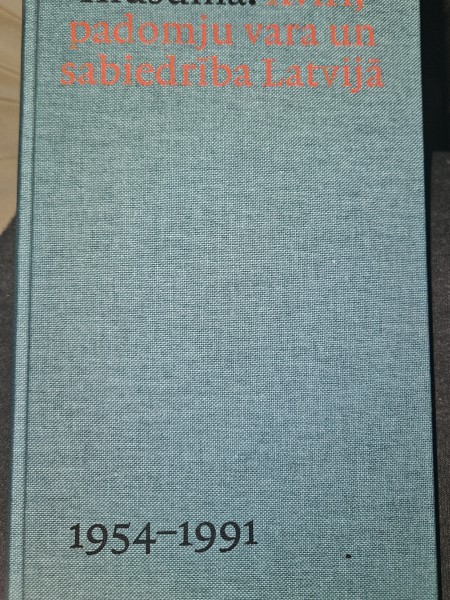 padomju vara un
sabiedrība Latvijā
1954–1991